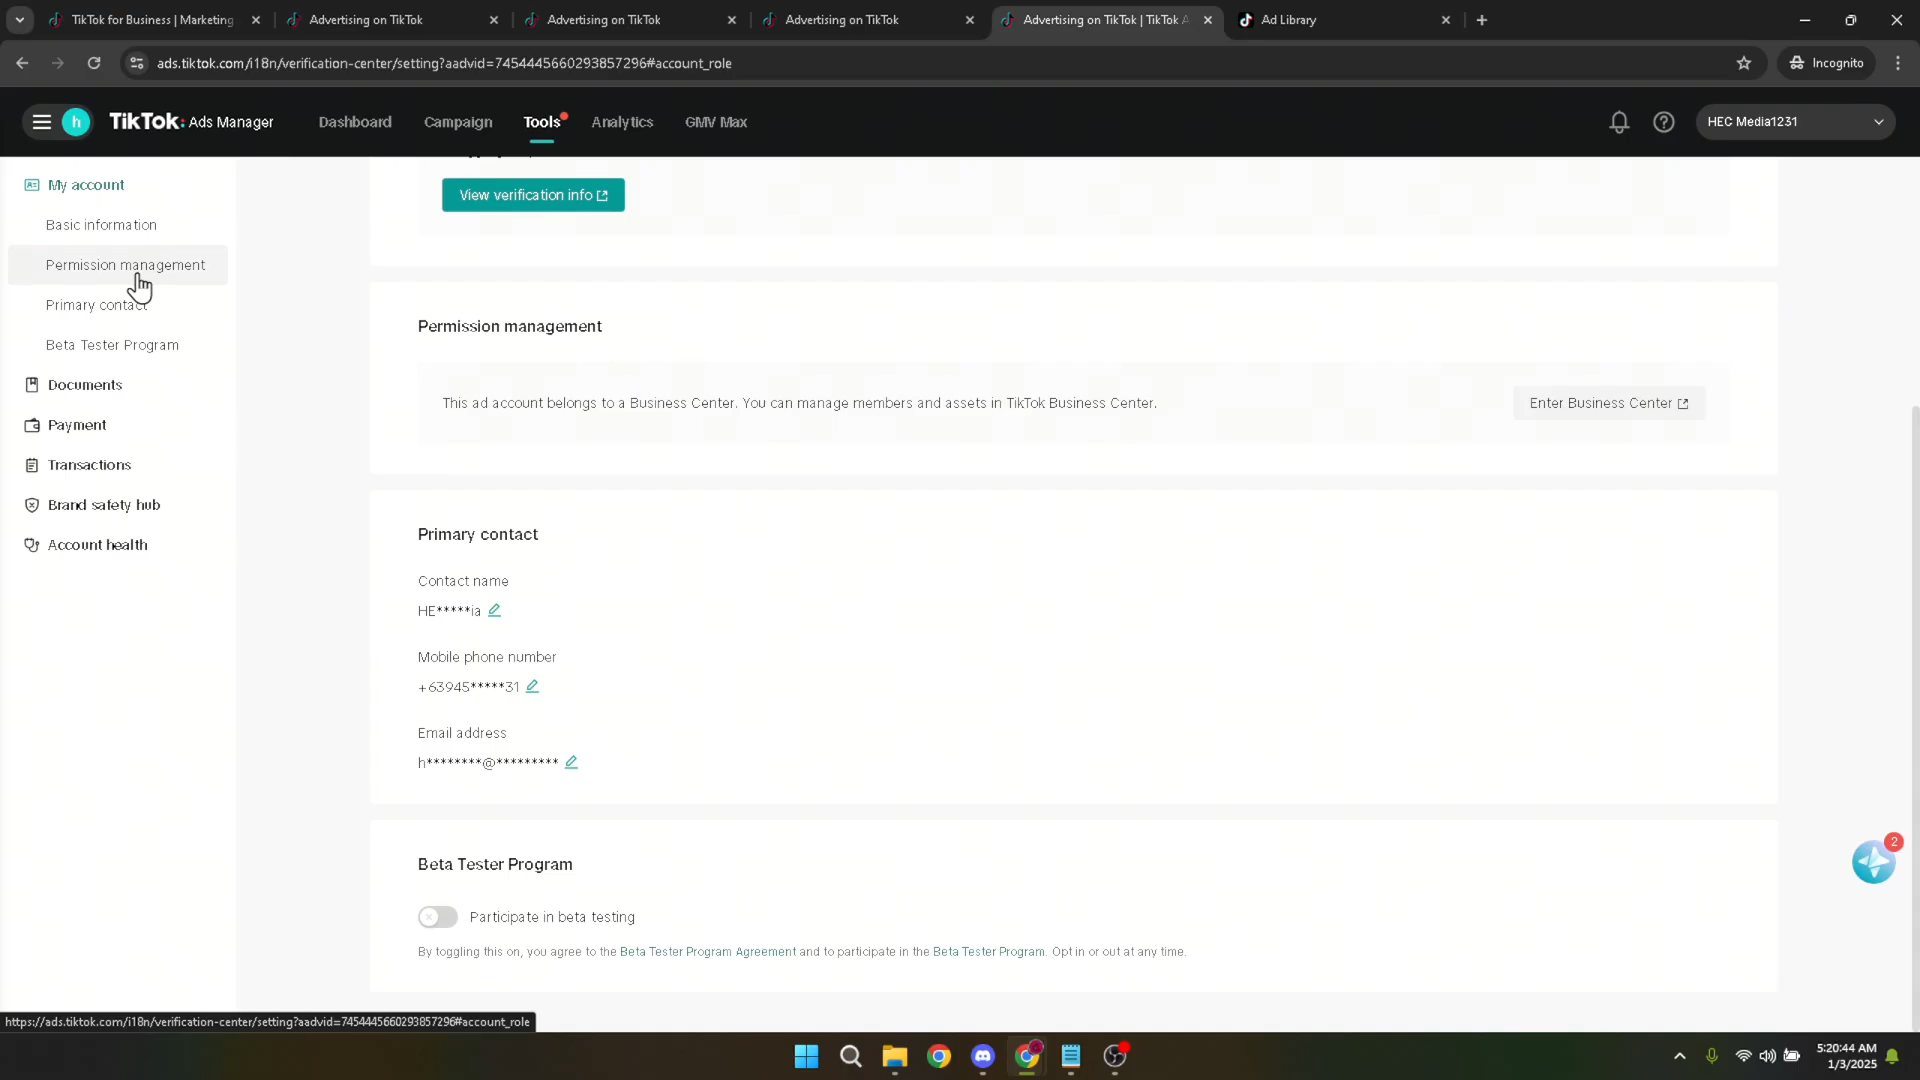 TikTok for Business | Marketing
Advertising on TikTok
Advertising on TikTok
Advertising on TikTok
Advertising on TikTok | TikTok A
Ad Library
ads.tiktok.com/i18n/verification-center/setting?aadvid=7454445660293857296#account_role
Incognito
h
TikTok: Ads Manager
Dashboard
Campaign
Tools
Analytics
GMV Max
HEC Media1231
My account
Basic information
Permission management
Primary contact
Beta Tester Program
Documents
Payment
Transactions
Brand safety hub
Account health
View verification info
Permission management
This ad account belongs to a Business Center. You can manage members and assets in TikTok Business Center.
Enter Business Center
Primary contact
Contact name
HE*****ia
Mobile phone number
+63945*****31
Email address
h********@*********
Beta Tester Program
Participate in beta testing
By toggling this on, you agree to the Beta Tester Program Agreement and to participate in the Beta Tester Program. Opt in or out at any time.
2
https://ads.tiktok.com/i18n/verification-center/setting?aadvid=7454445660293857296#account_role
5:20:44 AM
1/3/2025